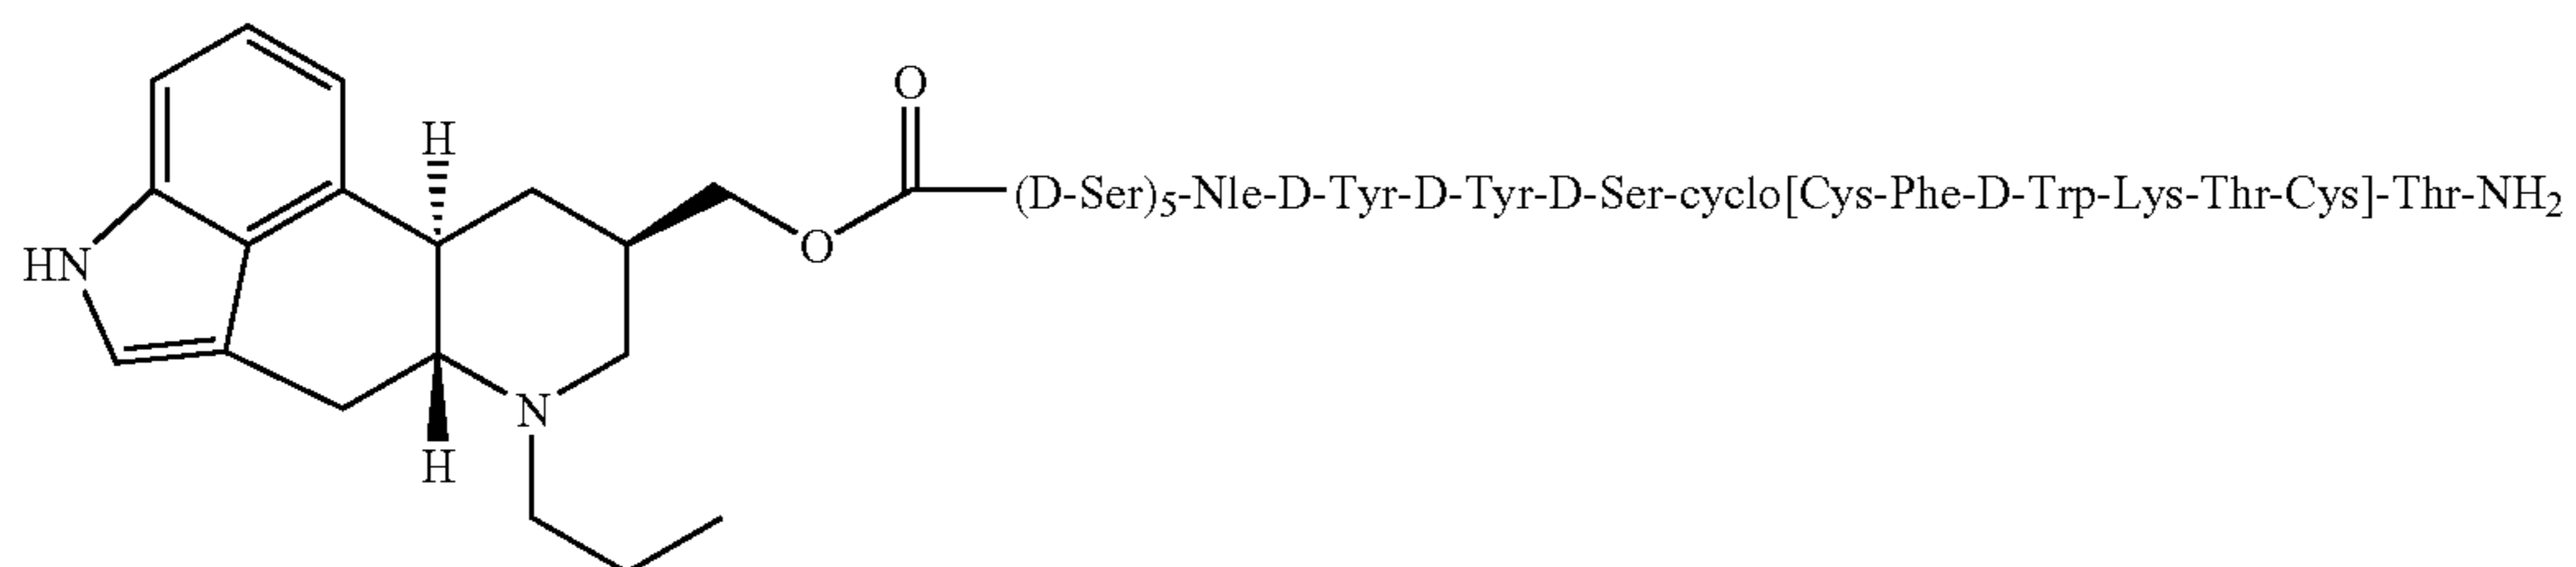 O
H
(D-Ser)5-Nle-D-Tyr-D-Tyr-D-Ser-cyclo[Cys-Phe-D-Trp-Lys-Thr-Cys]-Thr-NH2
O
HN
N
H